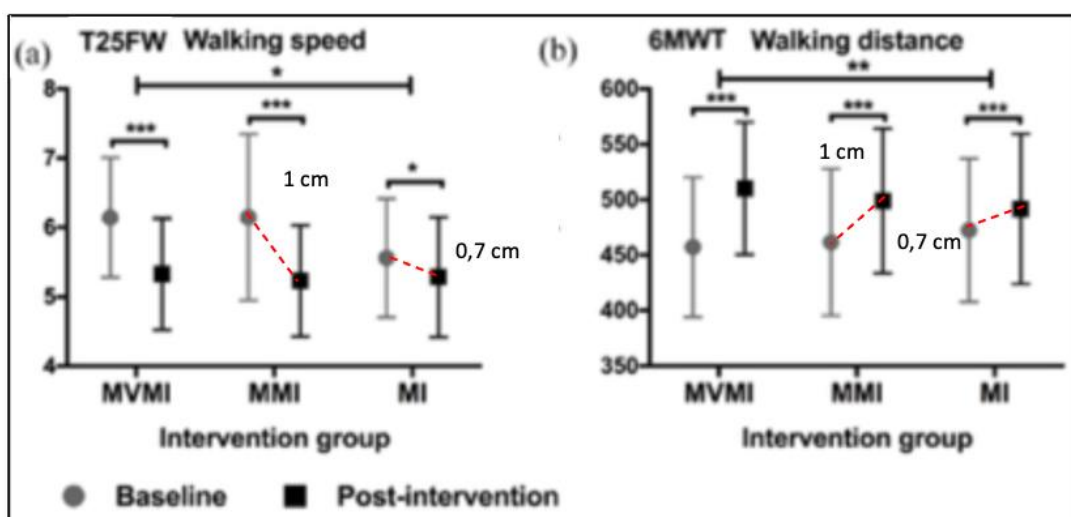 (a) T25FW Walking speed
*
***
***
*
8
7
6
5
4
1 cm
0,7 cm
MVMI MMI MI
Intervention group
(b) 6MWT Walking distance
**
***
***
***
600
550
500
450
400
350
1 cm
0,7 cm
MVMI MMI MI
Intervention group
Baseline Post-intervention